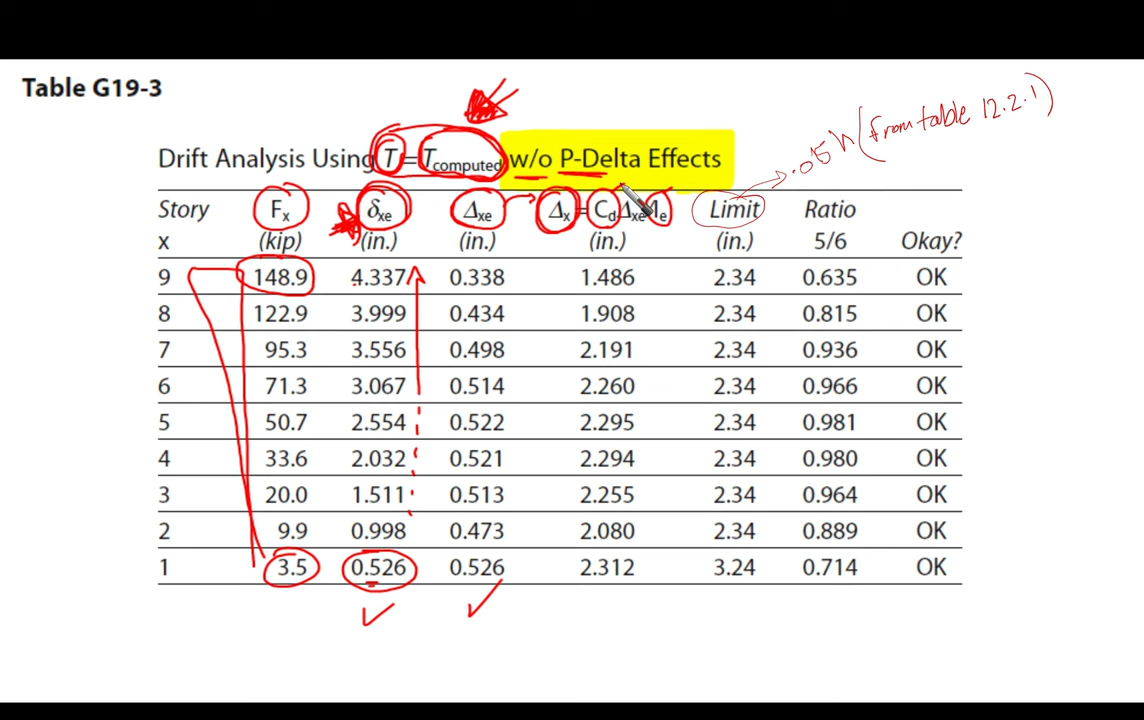 Table G19-3
.05h (from table 12.2.1)
Drift Analysis Using T=Tcomputed w/o P-Delta Effects
Story Fx δxe Δxe Δx = CdΔxe/Ie Limit Ratio
x (kip) (in.) (in.) (in.) (in.) 5/6 Okay?
9 148.9 4.337 0.338 1.486 2.34 0.635 OK
8 122.9 3.999 0.434 1.908 2.34 0.815 OK
7 95.3 3.556 0.498 2.191 2.34 0.936 OK
6 71.3 3.067 0.514 2.260 2.34 0.966 OK
5 50.7 2.554 0.522 2.295 2.34 0.981 OK
4 33.6 2.032 0.521 2.294 2.34 0.980 OK
3 20.0 1.511 0.513 2.255 2.34 0.964 OK
2 9.9 0.998 0.473 2.080 2.34 0.889 OK
1 3.5 0.526 0.526 2.312 3.24 0.714 OK